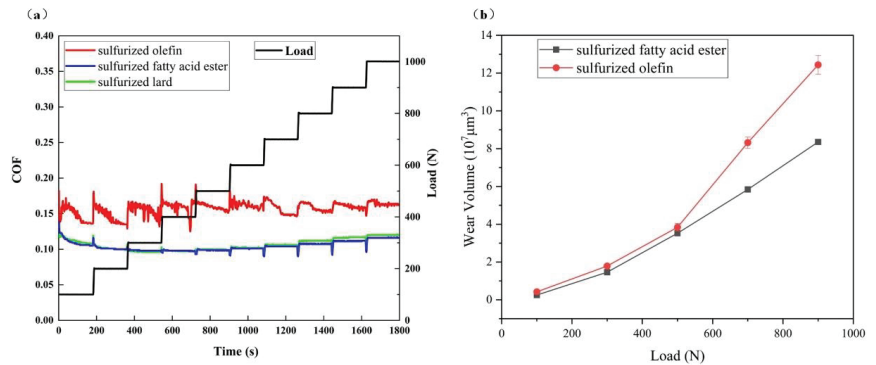 (a)
0.40
0.35
0.30
0.25
0.20
0.15
0.10
0.05
0.00
COF
sulfurized olefin
sulfurized fatty acid ester
sulfurized lard
Load
1000
800
600
400
200
0
Load (N)
0 200 400 600 800 1000 1200 1400 1600 1800
Time (s)
(b)
14
12
10
8
6
4
2
0
Wear Volume (10⁷μm³)
sulfurized fatty acid ester
sulfurized olefin
0 200 400 600 800 1000
Load (N)